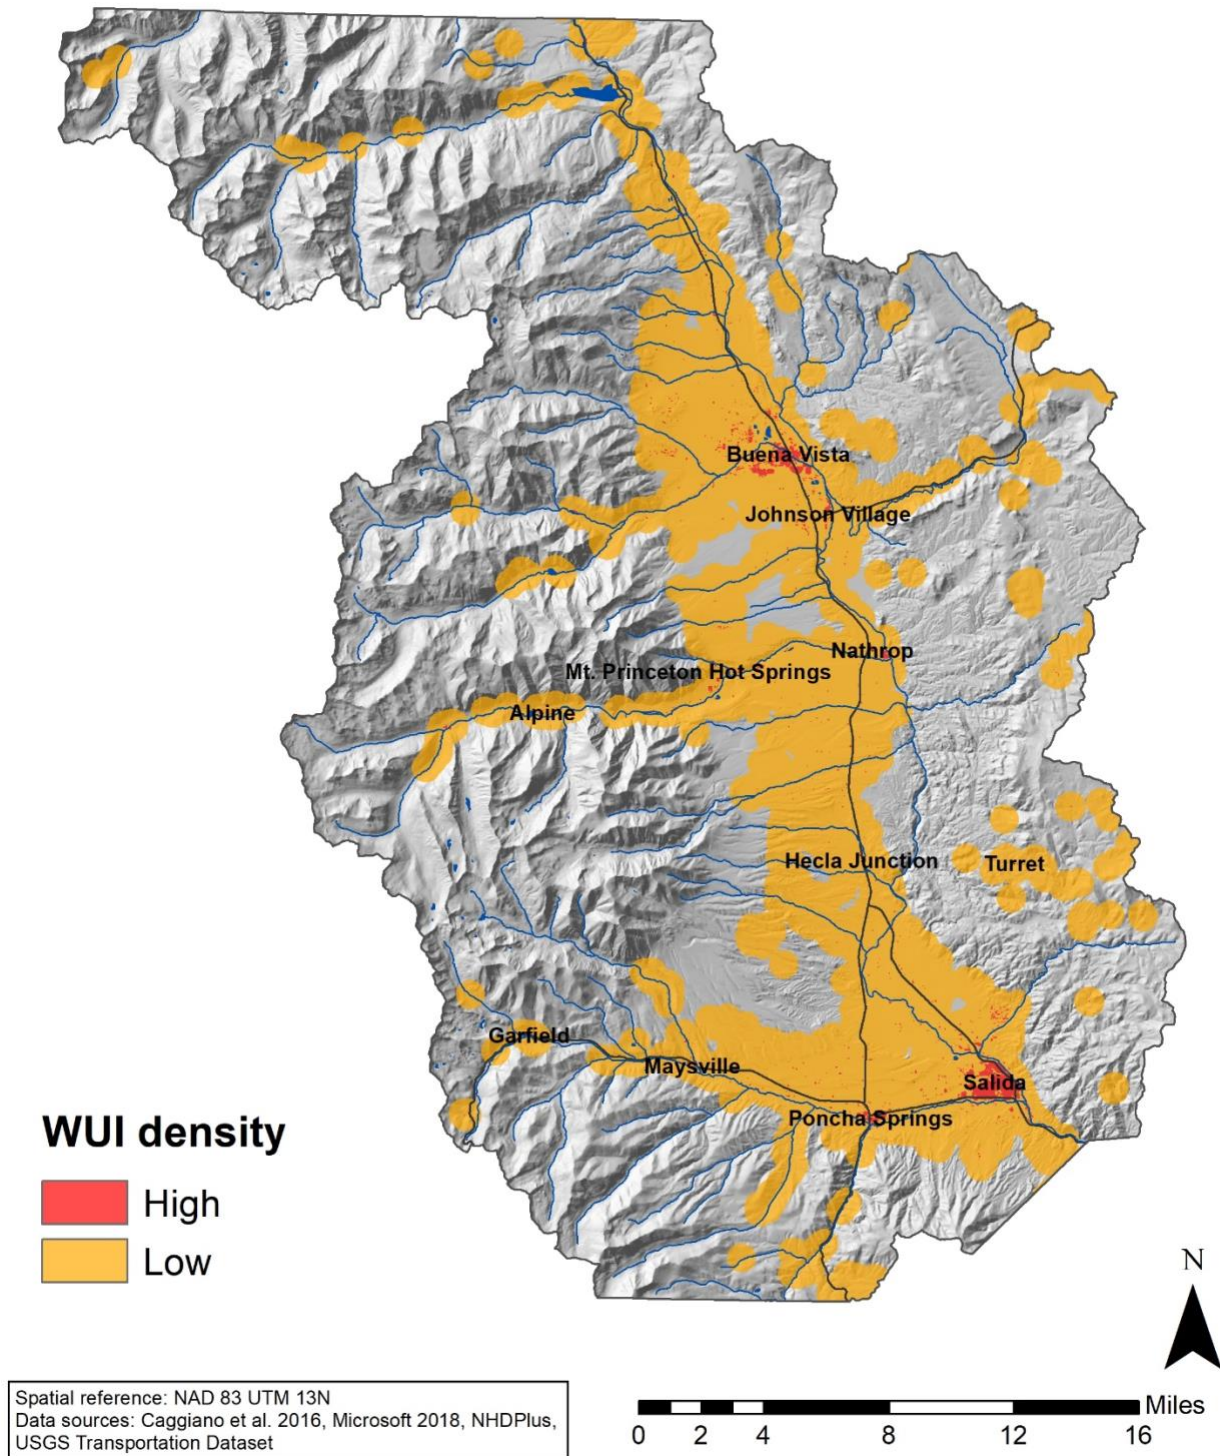 Buena Vista
Johnson Village
Nathrop
Mt. Princeton Hot Springs
Alpine
Hecla Junction
Turret
Garfield
Maysville
Salida
Poncha Springs
WUI density
High
Low
N
Spatial reference: NAD 83 UTM 13N
Data sources: Caggiano et al. 2016, Microsoft 2018, NHDPlus,
USGS Transportation Dataset
Miles
0 2 4 8 12 16